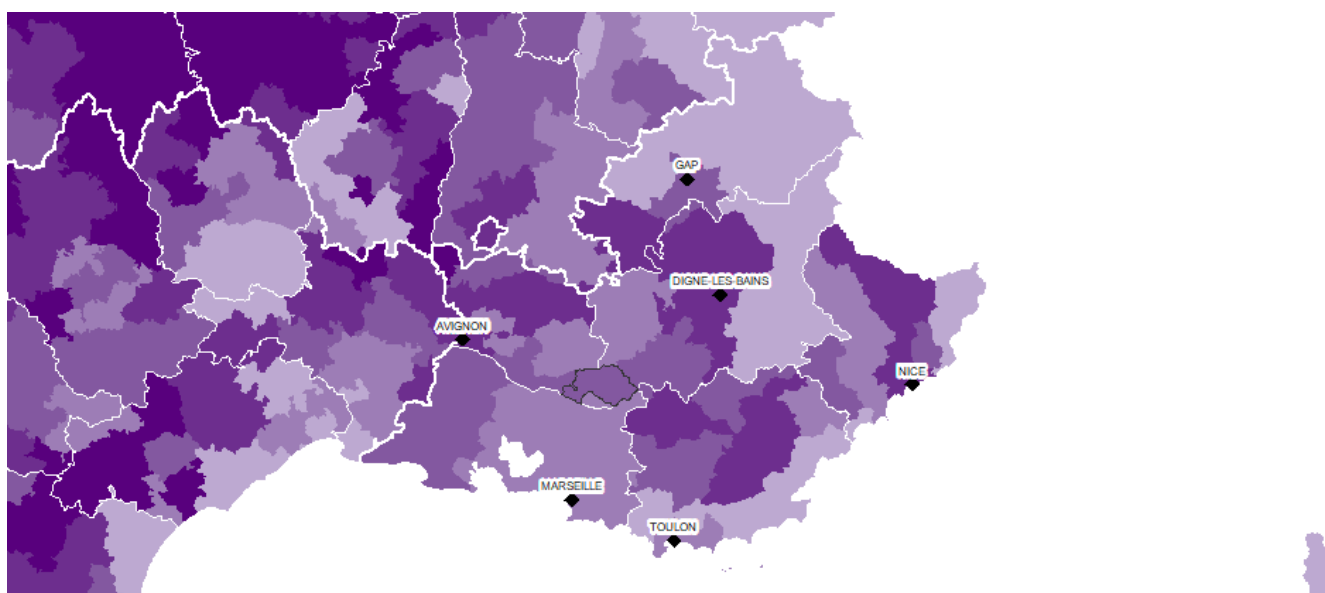 GAP
DIGNE-LES-BAINS
AVIGNON
NICE
MARSEILLE
TOULON